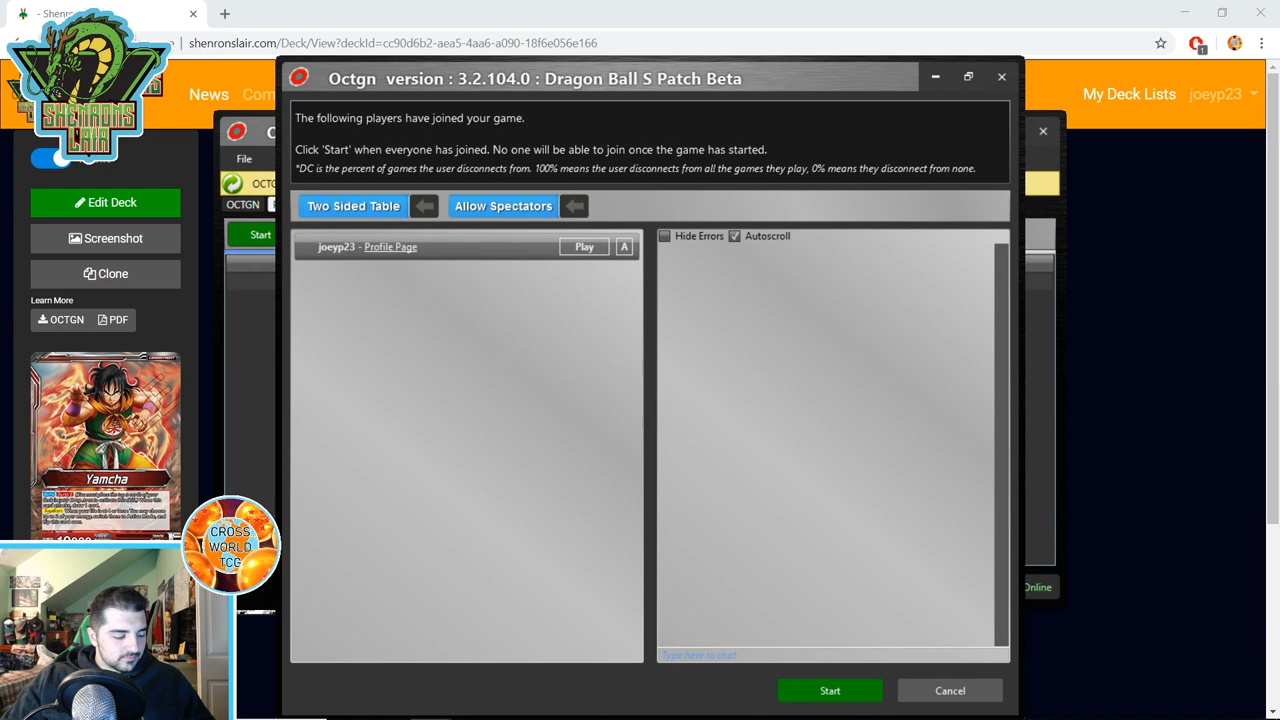 - Shenr
shenronslair.com/Deck/View?deckId=cc90d6b2-aea5-4aa6-a090-18f6e056e166
1
SHENRONS
LAIR
News
Com
My Deck Lists
joeyp23
Octgn version : 3.2.104.0 : Dragon Ball S Patch Beta
The following players have joined your game.
Click 'Start' when everyone has joined. No one will be able to join once the game has started.
*DC is the percent of games the user disconnects from. 100% means the user disconnects from all the games they play, 0% means they disconnect from none.
Two Sided Table
Allow Spectators
joeyp23 - Profile Page
Play
A
Hide Errors
Autoscroll
Type here to chat
Start
Cancel
O
File
OCTG
OCTGN
Start
Online
Edit Deck
Screenshot
Clone
Learn More
OCTGN
PDF
Yamcha
CROSS
WORLD
TCG